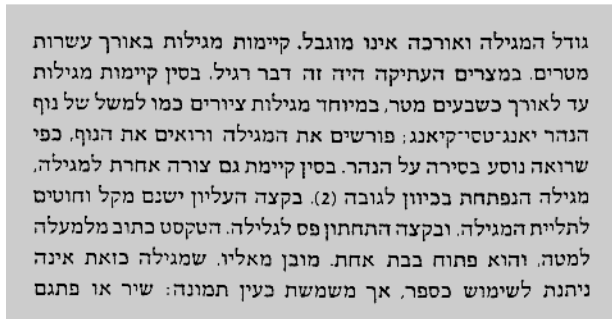 גודל המגילה ואורכה אינו מוגבל. קיימות מגילות באורך עשרות
מטרים. במצרים העתיקה היה זה דבר רגיל. בסין קיימות מגילות
עד לאורך כשבעים מטר, במיוחד מגילות ציורים כמו למשל של נוף
הנהר יאנג־טסי־קיאנג; פורשים את המגילה ורואים את הנוף, כפי
שרואה נוסע בסירה על הנהר. בסין קיימת גם צורה אחרת למגילה,
מגילה הנפתחת בכיוון לגובה (2). בקצה העליון ישנם מקל וחוטים
לתליית המגילה, ובקצה התחתון פס לגלילה. הטקסט כתוב מלמעלה
למטה, והוא פתוח בבת אחת. מובן מאליו, שמגילה כזאת אינה
ניתנת לשימוש כספר, אך משמשת כעין תמונה: שיר או פתגם